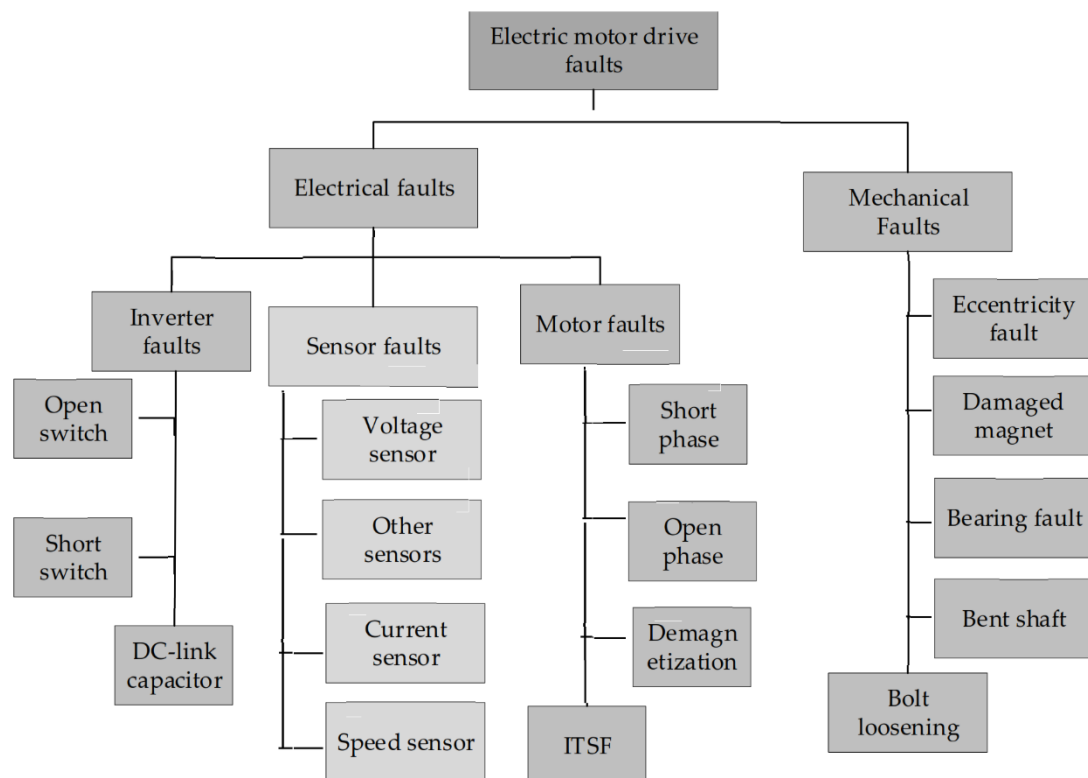 Electric motor drive
faults
Electrical faults
Mechanical
Faults
Inverter
faults
Sensor faults
Motor faults
Open
switch
Short
switch
DC-link
capacitor
Voltage
sensor
Other
sensors
Current
sensor
Speed sensor
Short
phase
Open
phase
Demagn
etization
ITSF
Eccentricity
fault
Damaged
magnet
Bearing fault
Bent shaft
Bolt
loosening